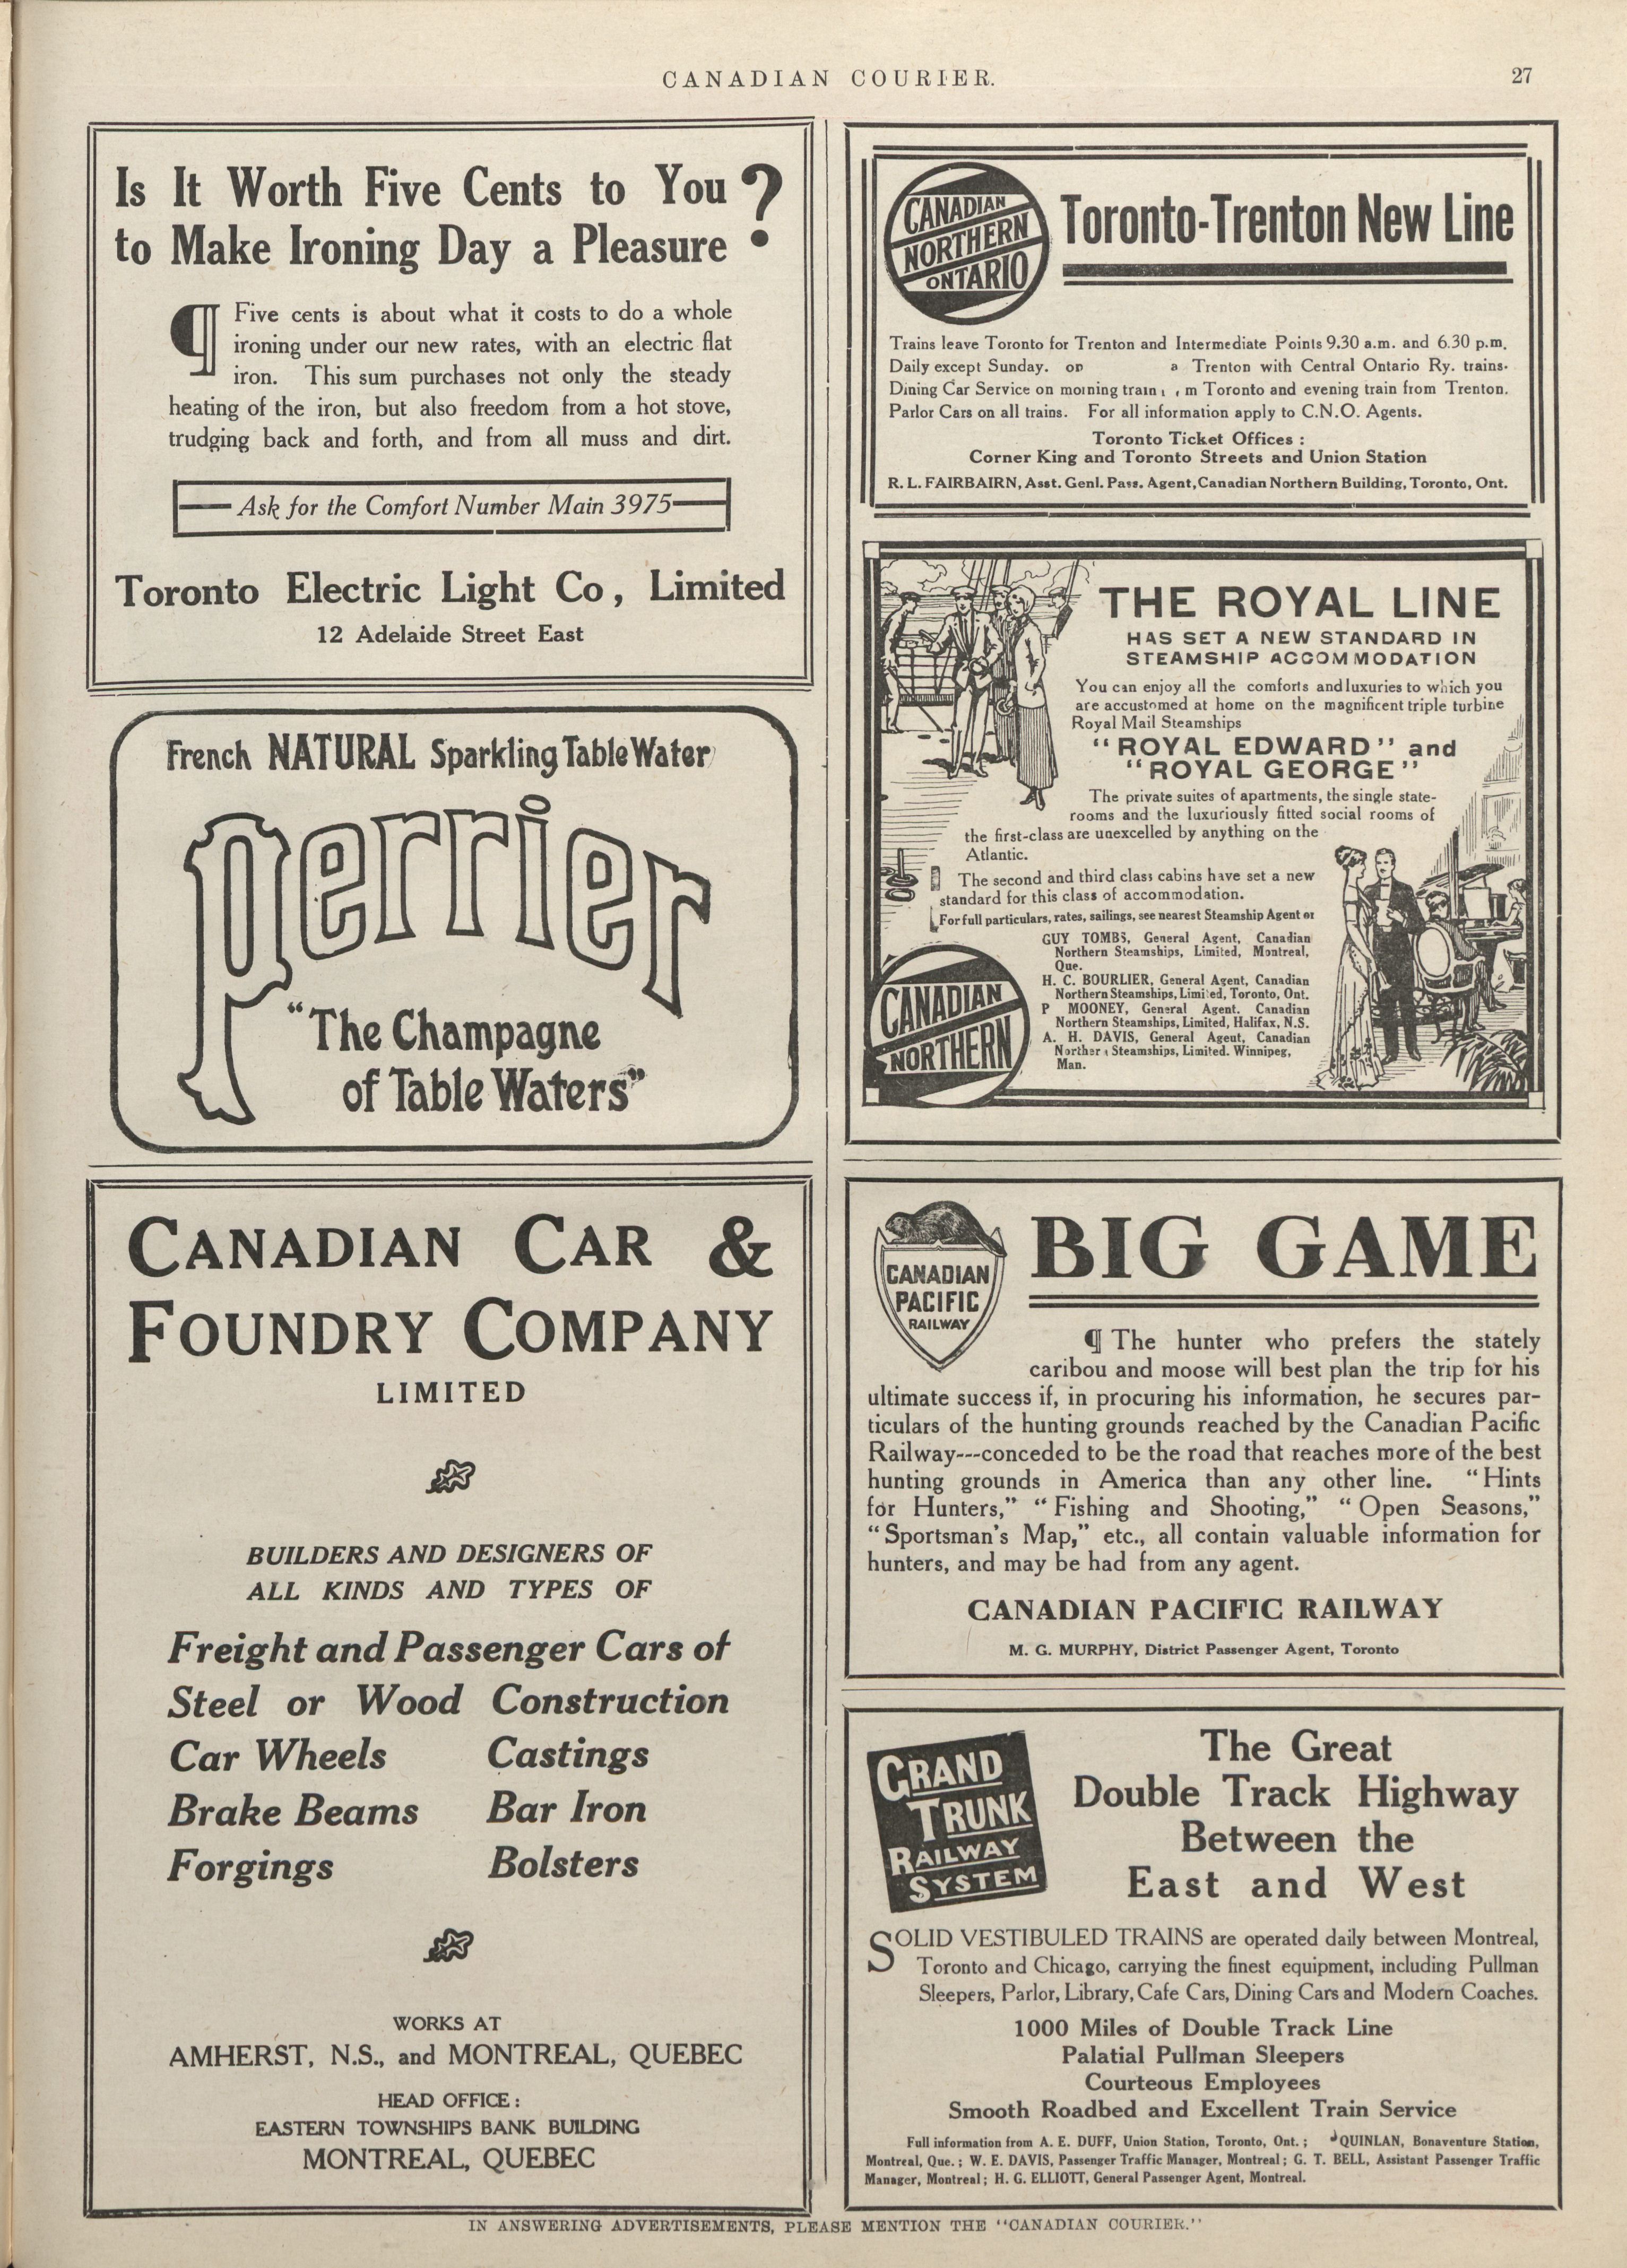 CANADIAN COURIER.
27
Is It Worth Five Cents to You
to Make Ironing Day a Pleasure ?
¶ Five cents is about what it costs to do a whole
ironing under our new rates, with an electric flat
iron. This sum purchases not only the steady
heating of the iron, but also freedom from a hot stove,
trudging back and forth, and from all muss and dirt.
Ask for the Comfort Number Main 3975
Toronto Electric Light Co, Limited
12 Adelaide Street East
French NATURAL Sparkling Table Water
Perrier
"The Champagne
of Table Waters"
CANADIAN CAR &
FOUNDRY COMPANY
LIMITED
BUILDERS AND DESIGNERS OF
ALL KINDS AND TYPES OF
Freight and Passenger Cars of
Steel or Wood Construction
Car Wheels Castings
Brake Beams Bar Iron
Forgings Bolsters
WORKS AT
AMHERST, N.S., and MONTREAL, QUEBEC
HEAD OFFICE :
EASTERN TOWNSHIPS BANK BUILDING
MONTREAL, QUEBEC
CANADIAN
NORTHERN
ONTARIO
Toronto-Trenton New Line
Trains leave Toronto for Trenton and Intermediate Points 9.30 a.m. and 6.30 p.m.
Daily except Sunday. Trenton with Central Ontario Ry. trains.
Dining Car Service on morning train Toronto and evening train from Trenton.
Parlor Cars on all trains. For all information apply to C.N.O. Agents.
Toronto Ticket Offices :
Corner King and Toronto Streets and Union Station
R. L. FAIRBAIRN, Asst. Genl. Pass. Agent, Canadian Northern Building, Toronto, Ont.
THE ROYAL LINE
HAS SET A NEW STANDARD IN
STEAMSHIP ACCOMMODATION
You can enjoy all the comforts and luxuries to which you
are accustomed at home on the magnificent triple turbine
Royal Mail Steamships
"ROYAL EDWARD" and
"ROYAL GEORGE"
The private suites of apartments, the single state-
rooms and the luxuriously fitted social rooms of
the first-class are unexcelled by anything on the
Atlantic.
The second and third class cabins have set a new
standard for this class of accommodation.
For full particulars, rates, sailings, see nearest Steamship Agent or
GUY TOMBS, General Agent, Canadian
Northern Steamships, Limited, Montreal,
Que.
H. C. BOURLIER, General Agent, Canadian
Northern Steamships, Limited, Toronto, Ont.
P MOONEY, General Agent. Canadian
Northern Steamships, Limited, Halifax, N.S.
A. H. DAVIS, General Agent, Canadian
Northern Steamships, Limited. Winnipeg,
Man.
CANADIAN
NORTHERN
CANADIAN
PACIFIC
RAILWAY
BIG GAME
¶ The hunter who prefers the stately
caribou and moose will best plan the trip for his
ultimate success if, in procuring his information, he secures par-
ticulars of the hunting grounds reached by the Canadian Pacific
Railway---conceded to be the road that reaches more of the best
hunting grounds in America than any other line. "Hints
for Hunters," "Fishing and Shooting," "Open Seasons,"
"Sportsman's Map," etc., all contain valuable information for
hunters, and may be had from any agent.
CANADIAN PACIFIC RAILWAY
M. G. MURPHY, District Passenger Agent, Toronto
GRAND
TRUNK
RAILWAY
SYSTEM
The Great
Double Track Highway
Between the
East and West
SOLID VESTIBULED TRAINS are operated daily between Montreal,
Toronto and Chicago, carrying the finest equipment, including Pullman
Sleepers, Parlor, Library, Cafe Cars, Dining Cars and Modern Coaches.
1000 Miles of Double Track Line
Palatial Pullman Sleepers
Courteous Employees
Smooth Roadbed and Excellent Train Service
Full information from A. E. DUFF, Union Station, Toronto, Ont. ; QUINLAN, Bonaventure Station,
Montreal, Que. ; W. E. DAVIS, Passenger Traffic Manager, Montreal ; G. T. BELL, Assistant Passenger Traffic
Manager, Montreal ; H. G. ELLIOTT, General Passenger Agent, Montreal.
IN ANSWERING ADVERTISEMENTS, PLEASE MENTION THE "CANADIAN COURIER."